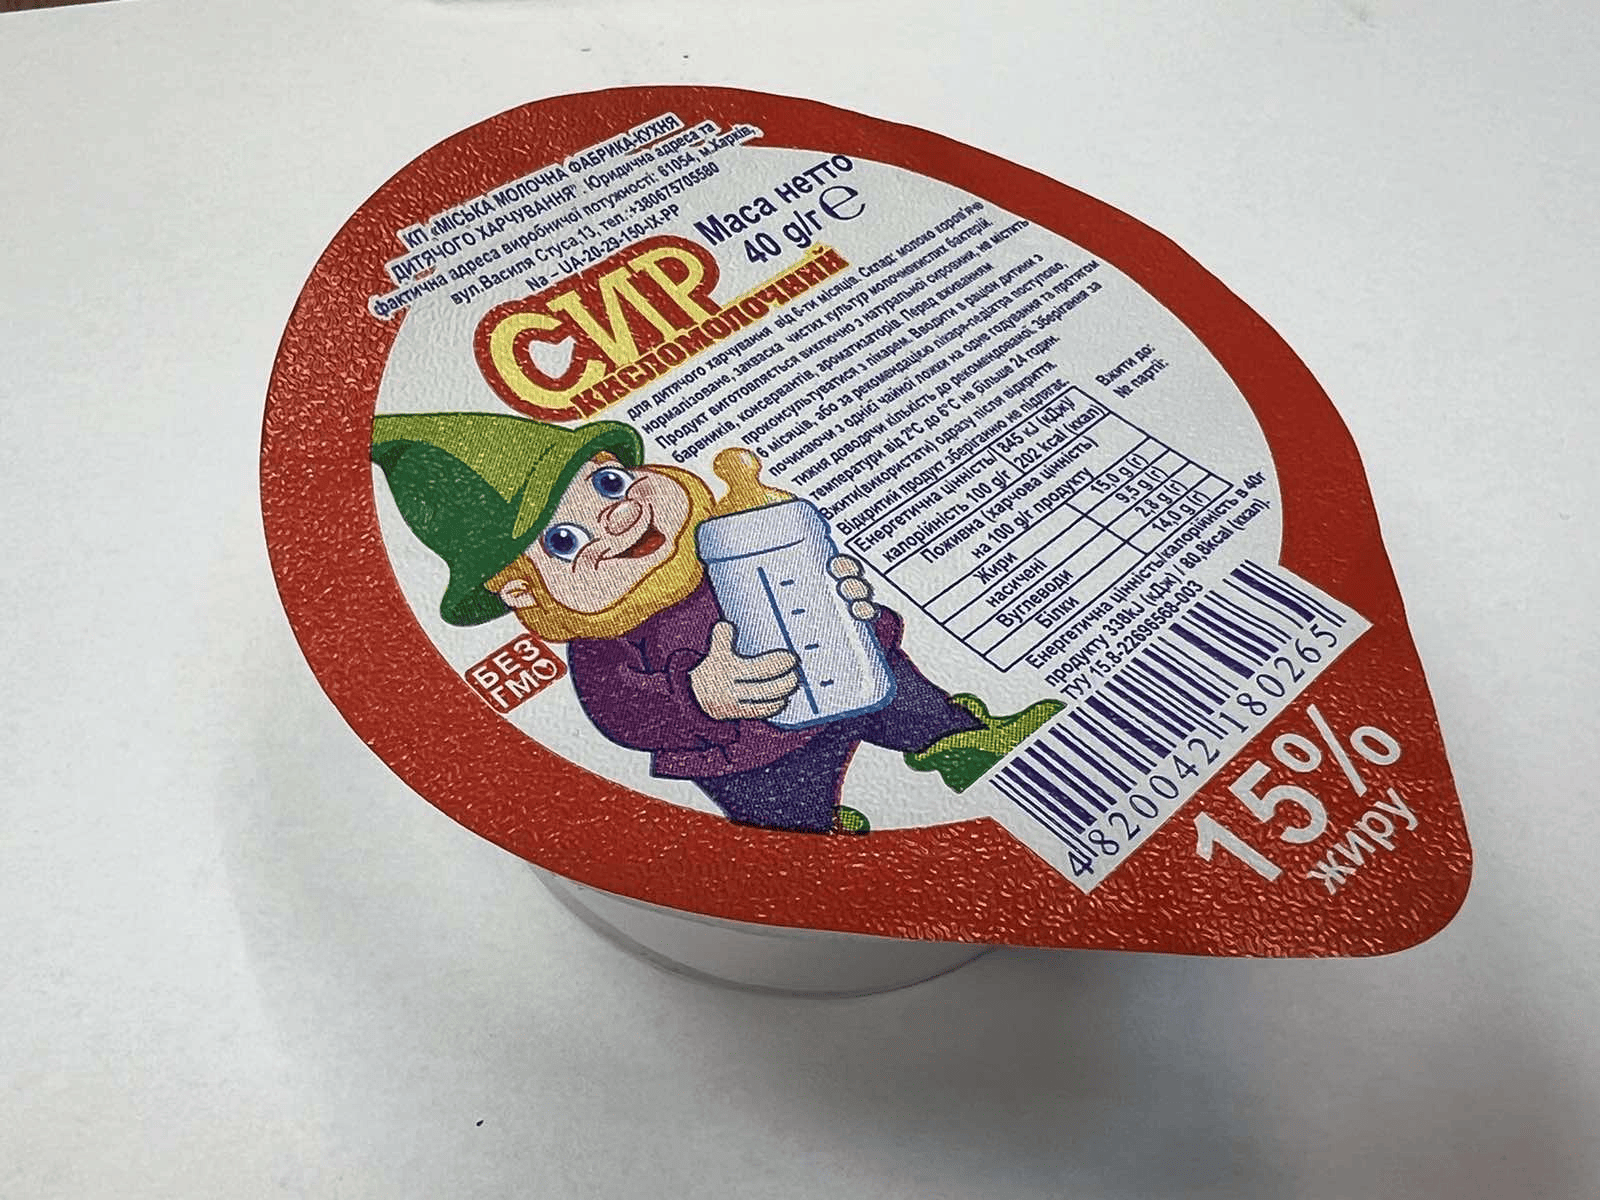 КП «МІСЬКА МОЛОЧНА ФАБРИКА-КУХНЯ
ДИТЯЧОГО ХАРЧУВАННЯ". Юридична адреса та
фактична адреса виробничої потужності: 61054, м.Харків,
вул.Василя Стуса,13, тел.:+380675705580
№ – UA-20-29-150-IX-PP
Маса нетто
40 g/г ℮
СИР
КИСЛОМОЛОЧНИЙ
для дитячого харчування від 6-ти місяців. Склад: молоко коров'яче
нормалізоване, закваска чистих культур молочнокислих бактерій.
Продукт виготовляється виключно з натуральної сировини, не містить
барвників, консервантів, ароматизаторів. Перед вживанням
проконсультуватися з лікарем. Вводити в раціон дитини з
6 місяців, або за рекомендацією лікаря-педіатра поступово,
починаючи з однієї чайної ложки на одне годування та протягом
тижня доводячи кількість до рекомендованої. Зберігання за
температури від 2°С до 6°С не більше 24 годин.
Вжити(використати) одразу після відкриття.
Відкритий продукт зберіганню не підлягає.
Енергетична цінність/ 845 kJ (кДж)/
калорійність 100 g/г 202 kcal (ккал)
Поживна (харчова цінність)
на 100 g/г продукту
Жири 15,0 g (г)
насичені 9,5 g (г)
Вуглеводи 2,8 g (г)
Білки 14,0 g (г)
Енергетична цінність/калорійність в 40г
продукту 338kJ (кДж) / 80,8kcal (ккал).
ТУУ 15.8-22696568-003
Вжити до:
№ партії:
БЕЗ
ГМО
4820042180265
15%
жиру